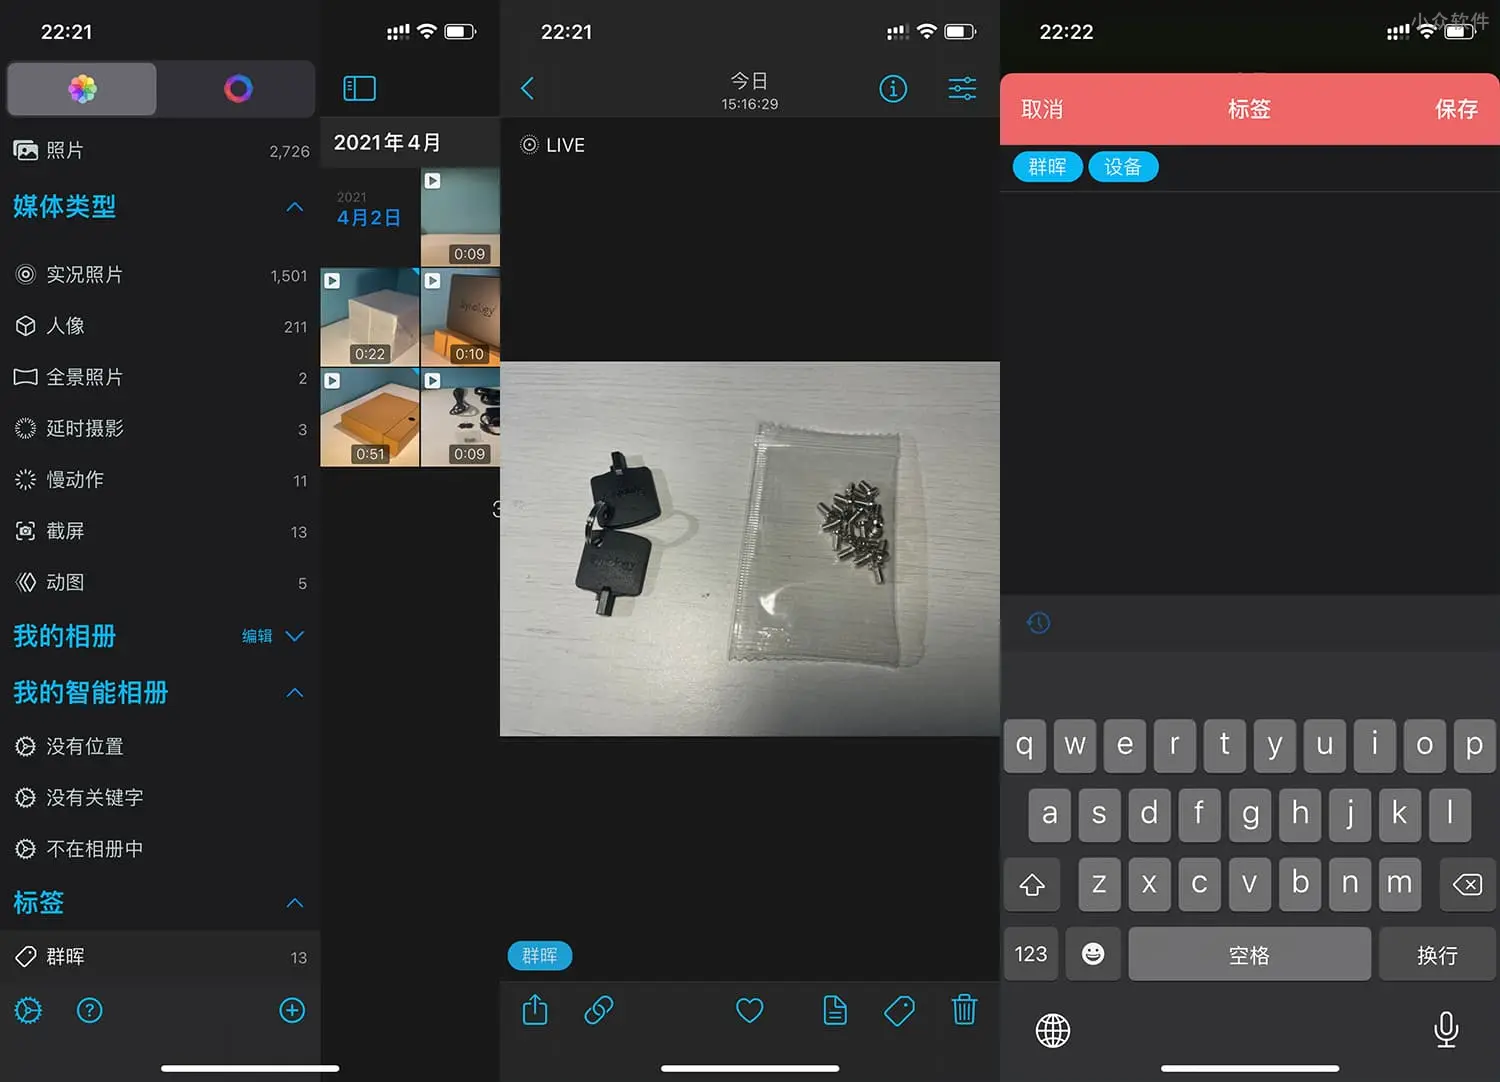 22:21
照片
2,726
媒体类型
实况照片
1,501
人像
211
全景照片
2
延时摄影
3
慢动作
11
截屏
13
动图
5
我的相册
编辑
我的智能相册
没有位置
没有关键字
不在相册中
标签
群晖
13
2021年4月
2021
4月2日
0:09
0:22
synology
0:10
0:51
0:09
22:21
今日
15:16:29
LIVE
synology
群晖
22:22
小众软件
取消
标签
保存
群晖
设备
q w e r t y u i o p
a s d f g h j k l
z x c v b n m
123
空格
换行